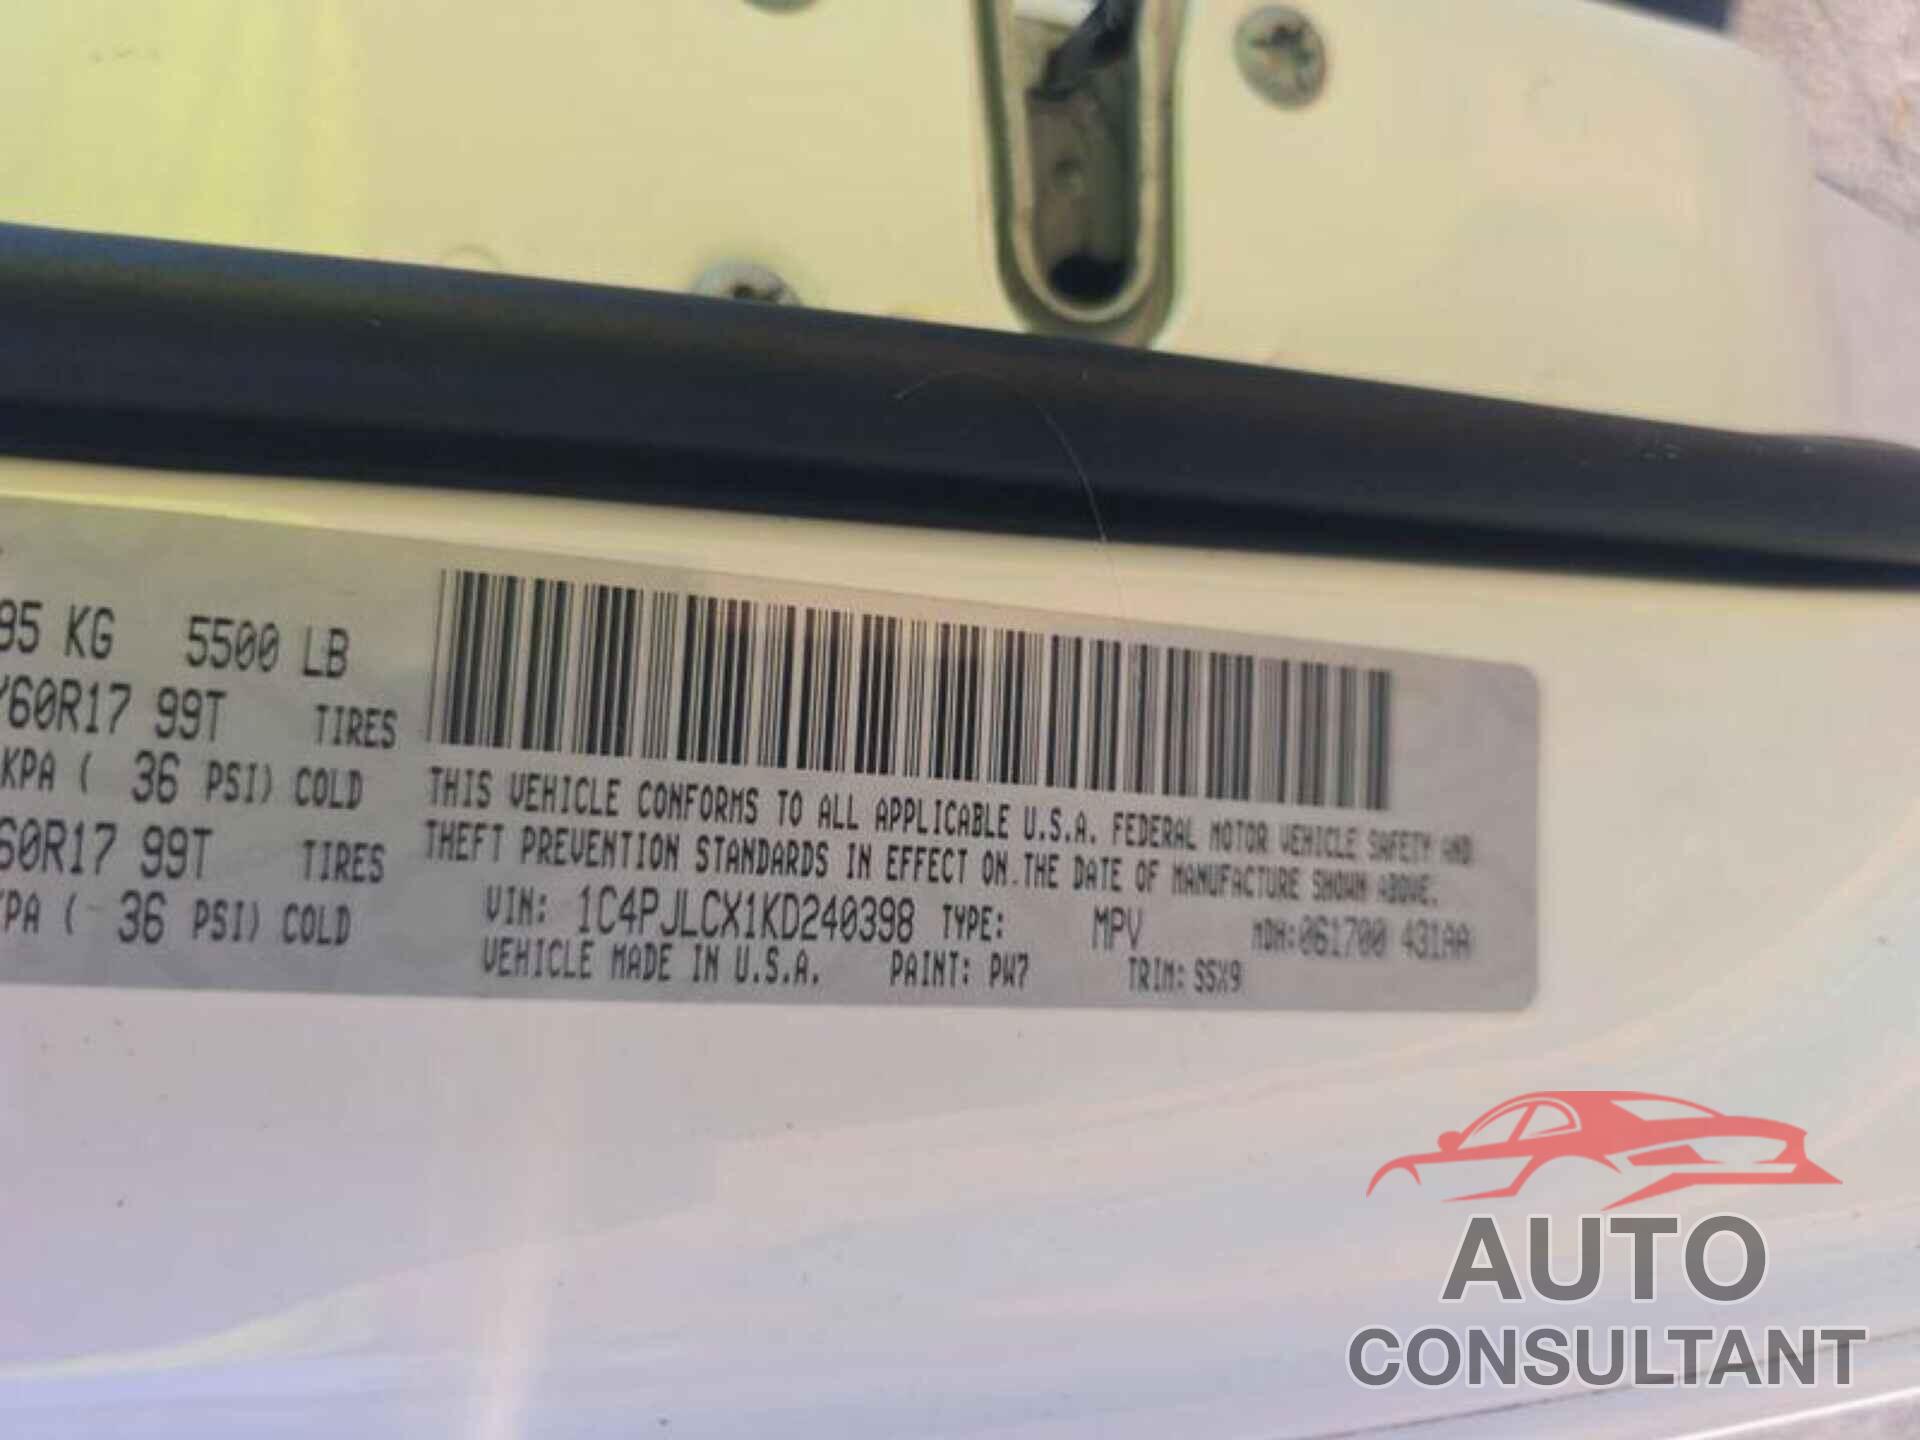 95 KG 5500 LB
/60R17 99T TIRES
KPA ( 36 PSI) COLD
60R17 99T TIRES
KPA ( 36 PSI) COLD
THIS VEHICLE CONFORMS TO ALL APPLICABLE U.S.A. FEDERAL MOTOR VEHICLE SAFETY AND
THEFT PREVENTION STANDARDS IN EFFECT ON THE DATE OF MANUFACTURE SHOWN ABOVE.
VIN: 1C4PJLCX1KD240398 TYPE: MPV MDH:061700 431AA
VEHICLE MADE IN U.S.A. PAINT: PW7 TRIM: SSX9
AUTO
CONSULTANT